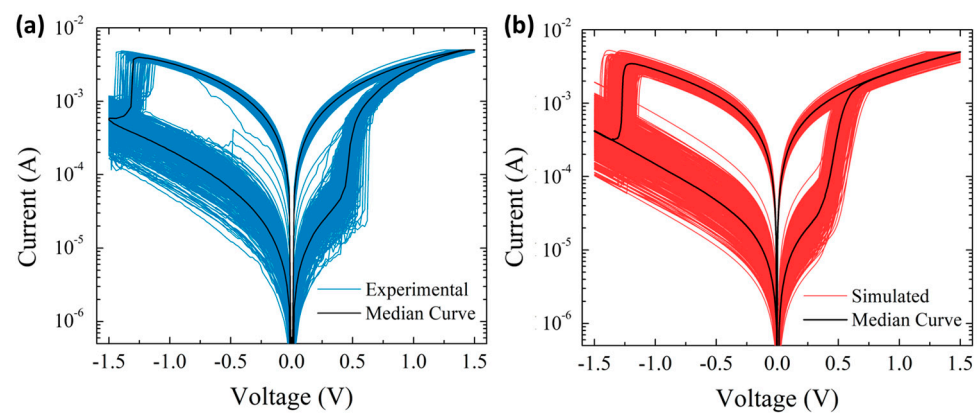 (a)
10⁻²
10⁻³
10⁻⁴
10⁻⁵
10⁻⁶
Current (A)
Experimental
Median Curve
-1.5 -1.0 -0.5 0.0 0.5 1.0 1.5
Voltage (V)
(b)
10⁻²
10⁻³
10⁻⁴
10⁻⁵
10⁻⁶
Current (A)
Simulated
Median Curve
-1.5 -1.0 -0.5 0.0 0.5 1.0 1.5
Voltage (V)